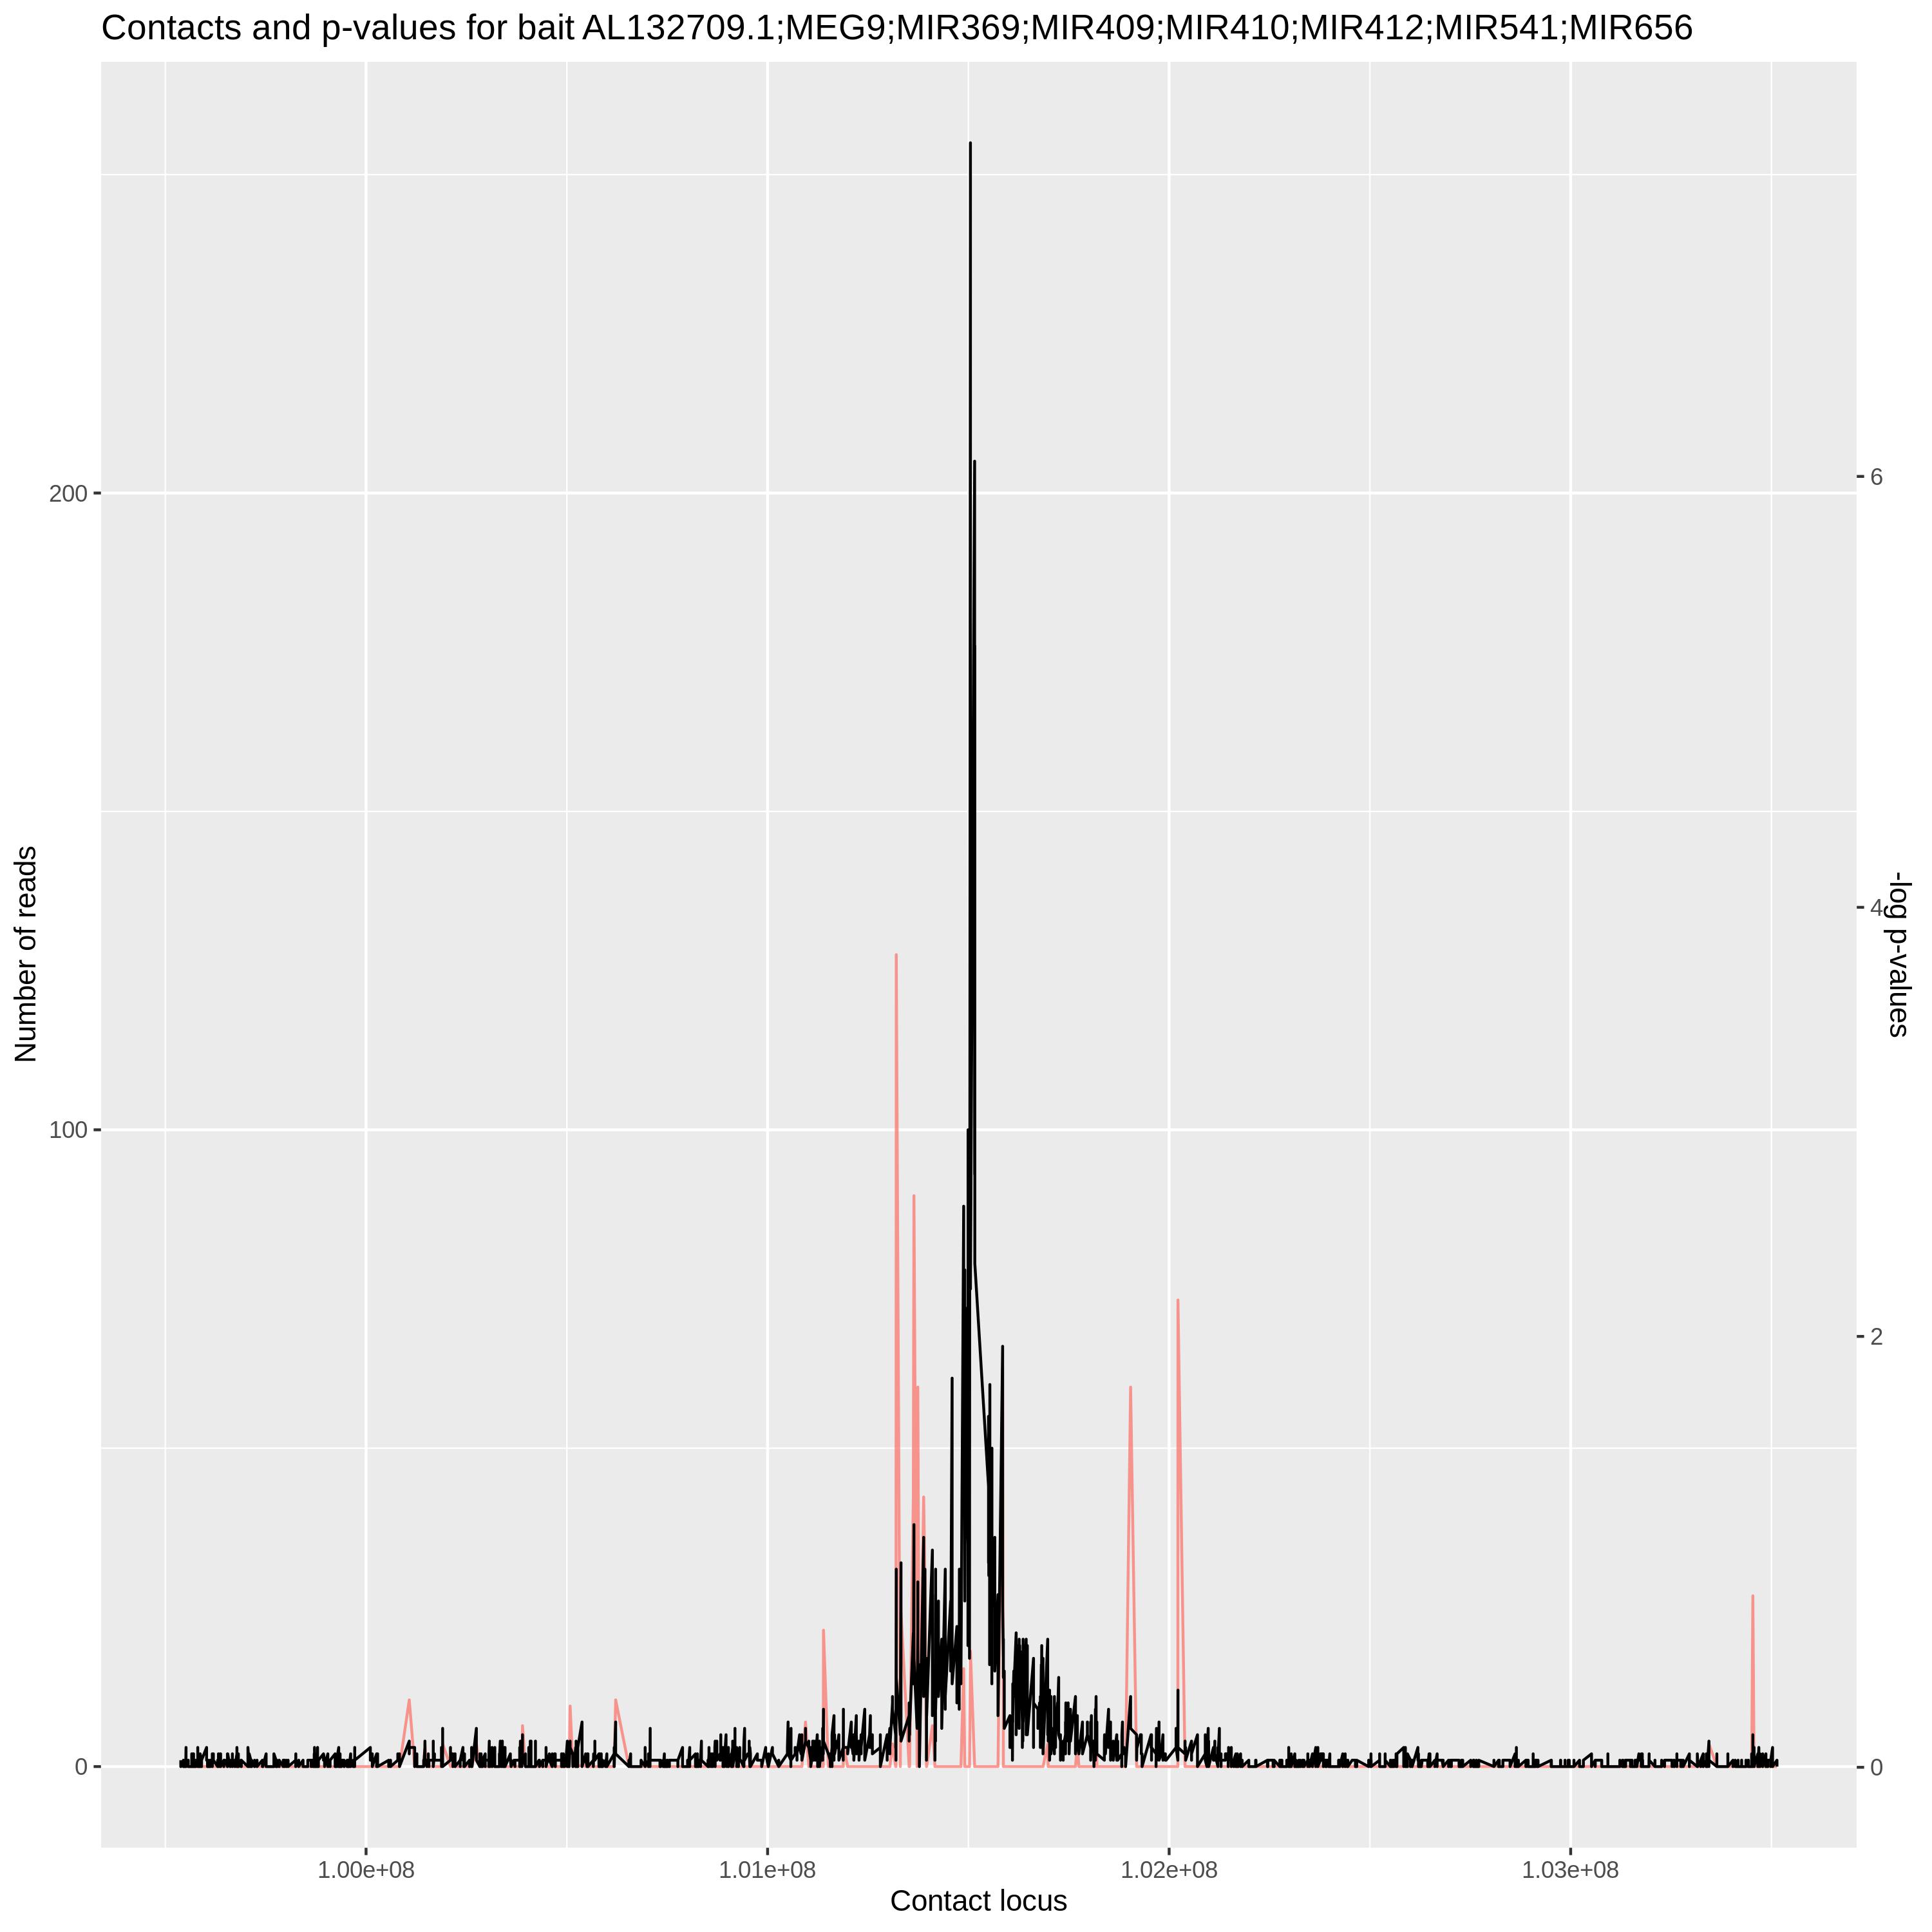 Contacts and p-values for bait AL132709.1;MEG9;MIR369;MIR409;MIR410;MIR412;MIR541;MIR656
Number of reads
200
100
0
6
4
2
0
-log p-values
1.00e+08
1.01e+08
1.02e+08
1.03e+08
Contact locus